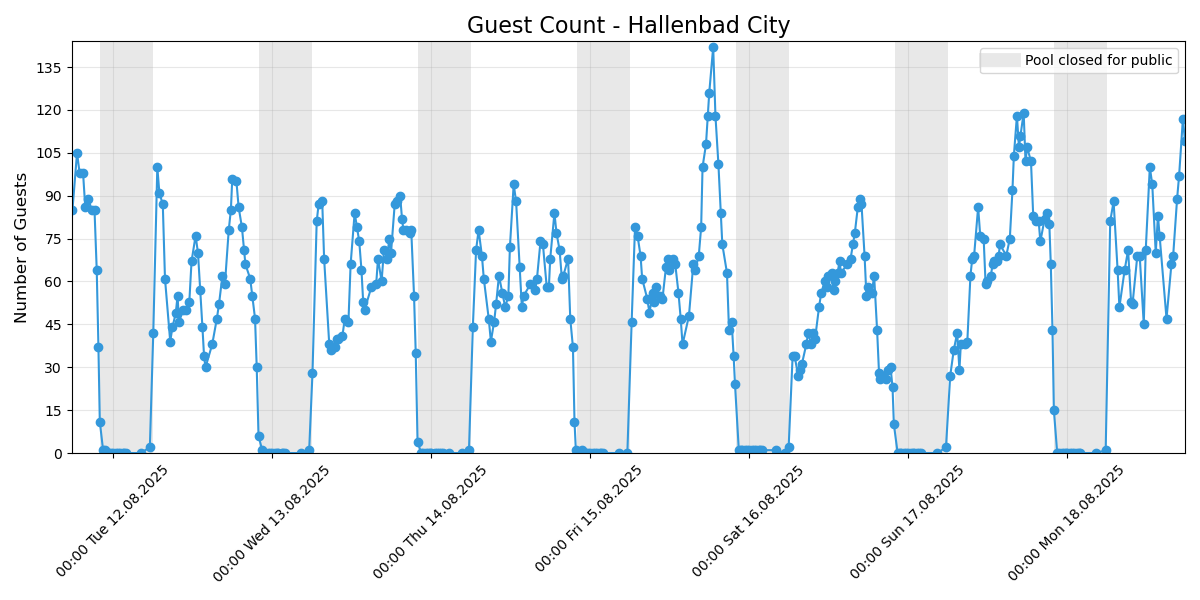 Guest Count - Hallenbad City
Pool closed for public
Number of Guests
135
120
105
90
75
60
45
30
15
0
00:00 Tue 12.08.2025
00:00 Wed 13.08.2025
00:00 Thu 14.08.2025
00:00 Fri 15.08.2025
00:00 Sat 16.08.2025
00:00 Sun 17.08.2025
00:00 Mon 18.08.2025